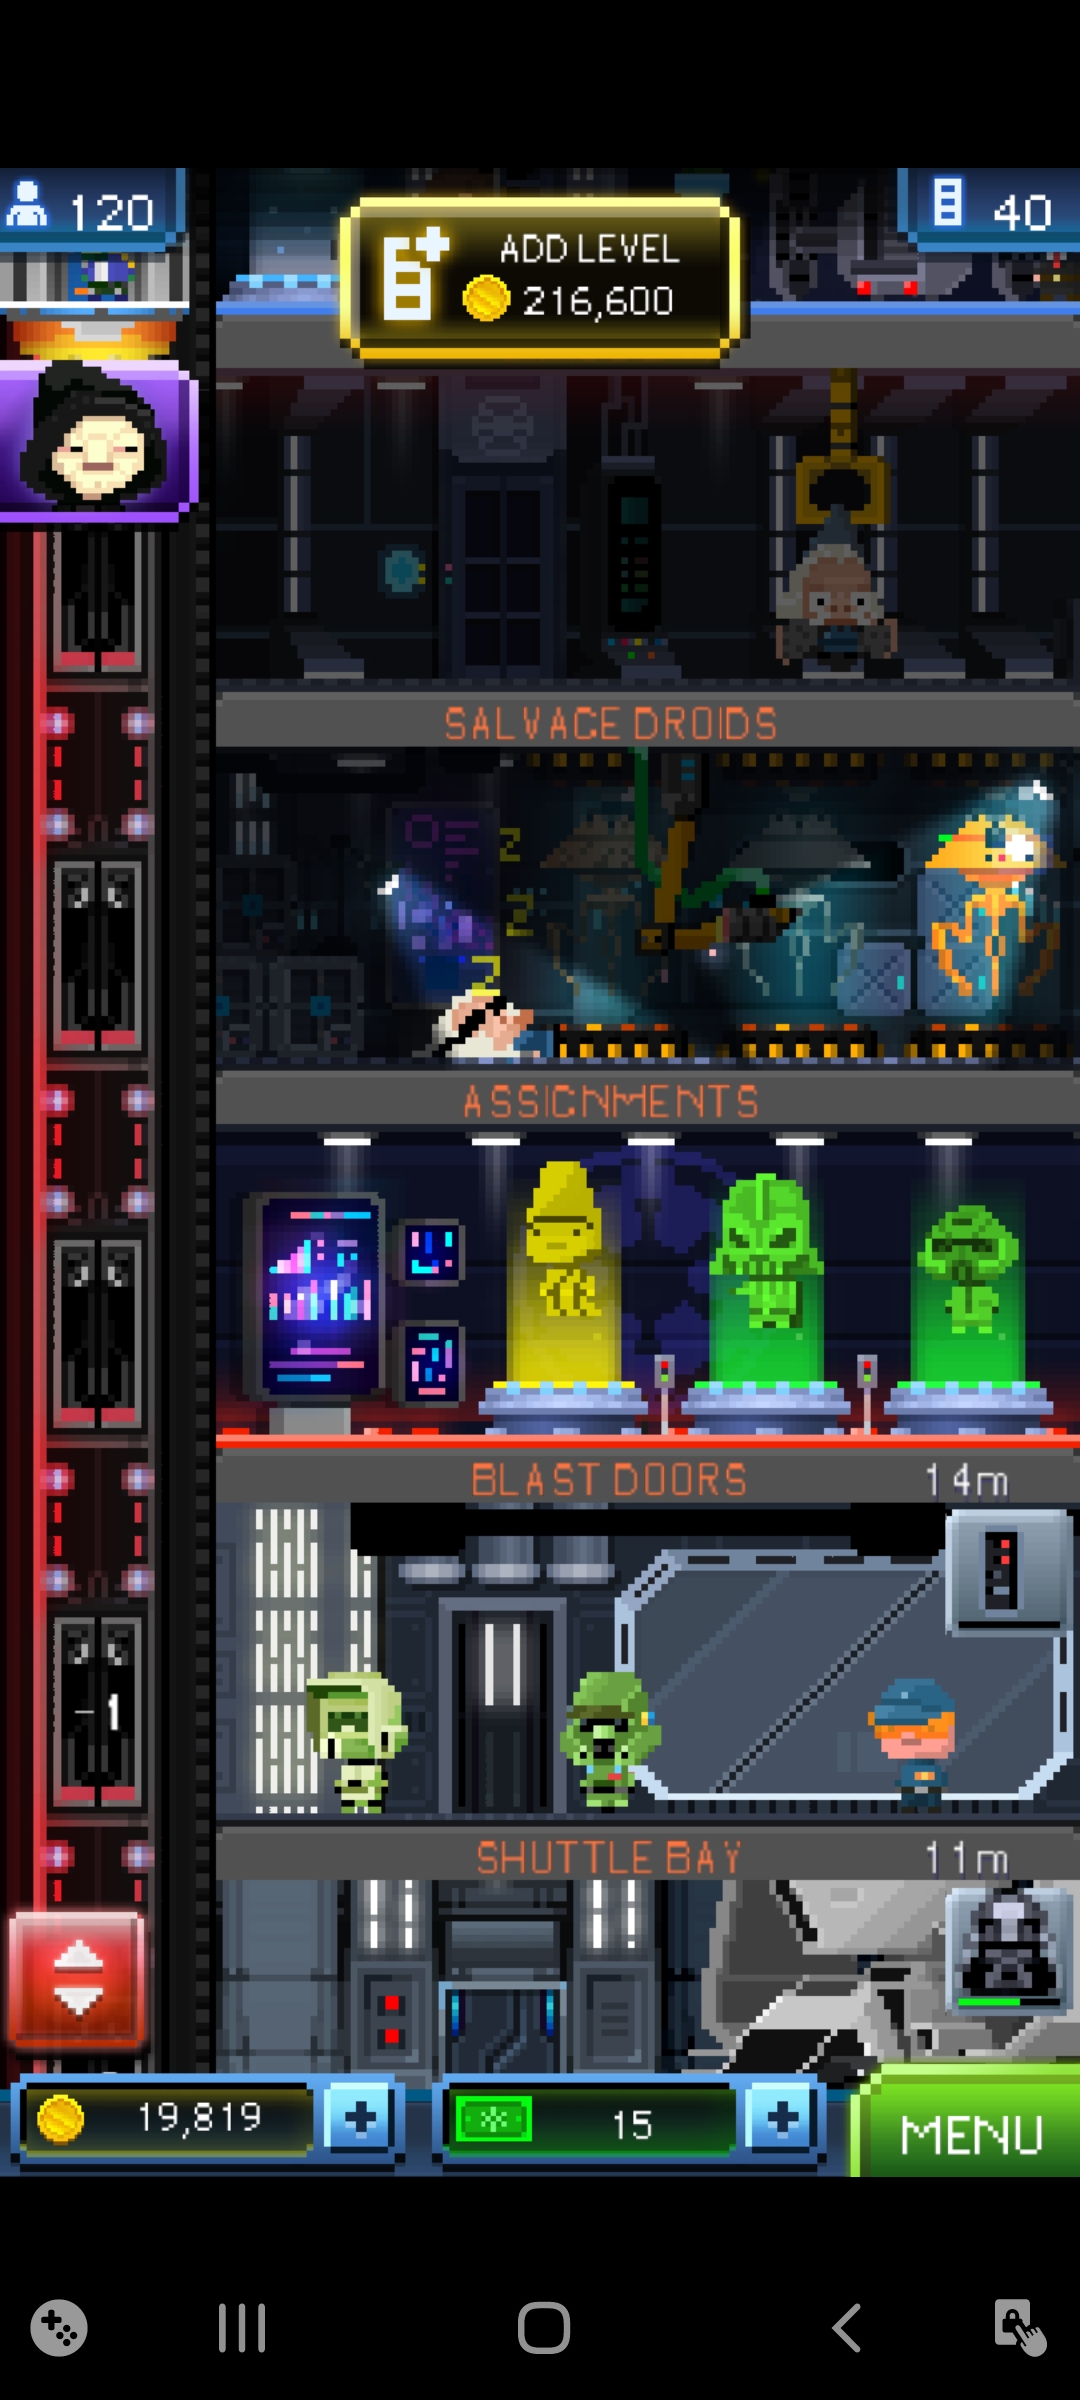 120
ADD LEVEL
216,600
40
SALVAGE DROIDS
Z
Z
Z
ASSIGNMENTS
BLAST DOORS 14m
-1
SHUTTLE BAY 11m
19,819
15
MENU